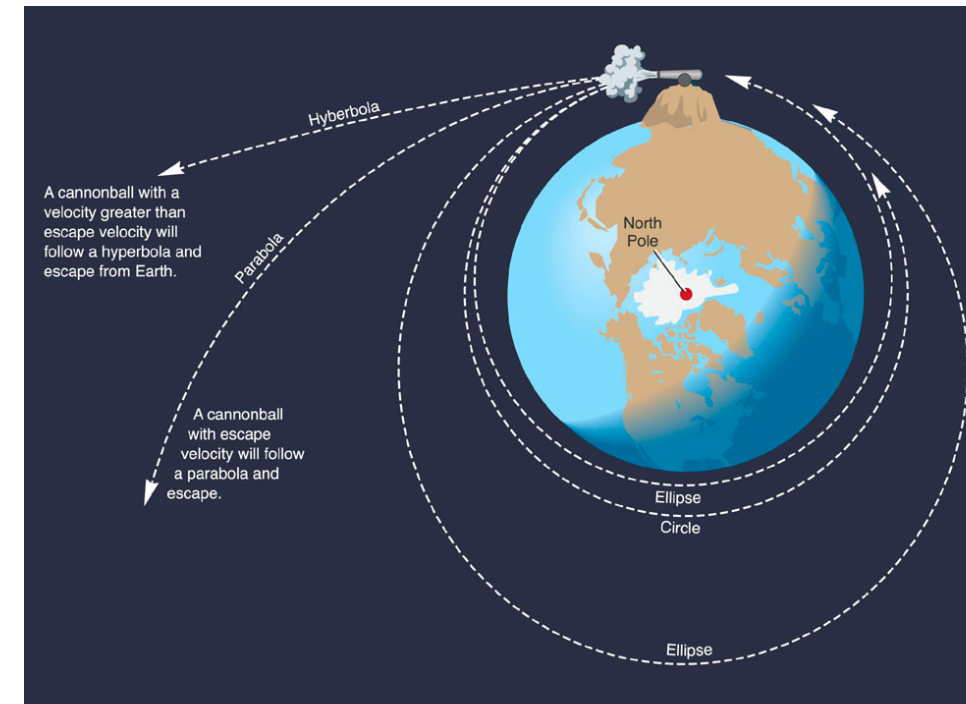 Hyberbola
A cannonball with a
velocity greater than
escape velocity will
follow a hyperbola and
escape from Earth.
Parabola
North
Pole
A cannonball
with escape
velocity will follow
a parabola and
escape.
Ellipse
Circle
Ellipse